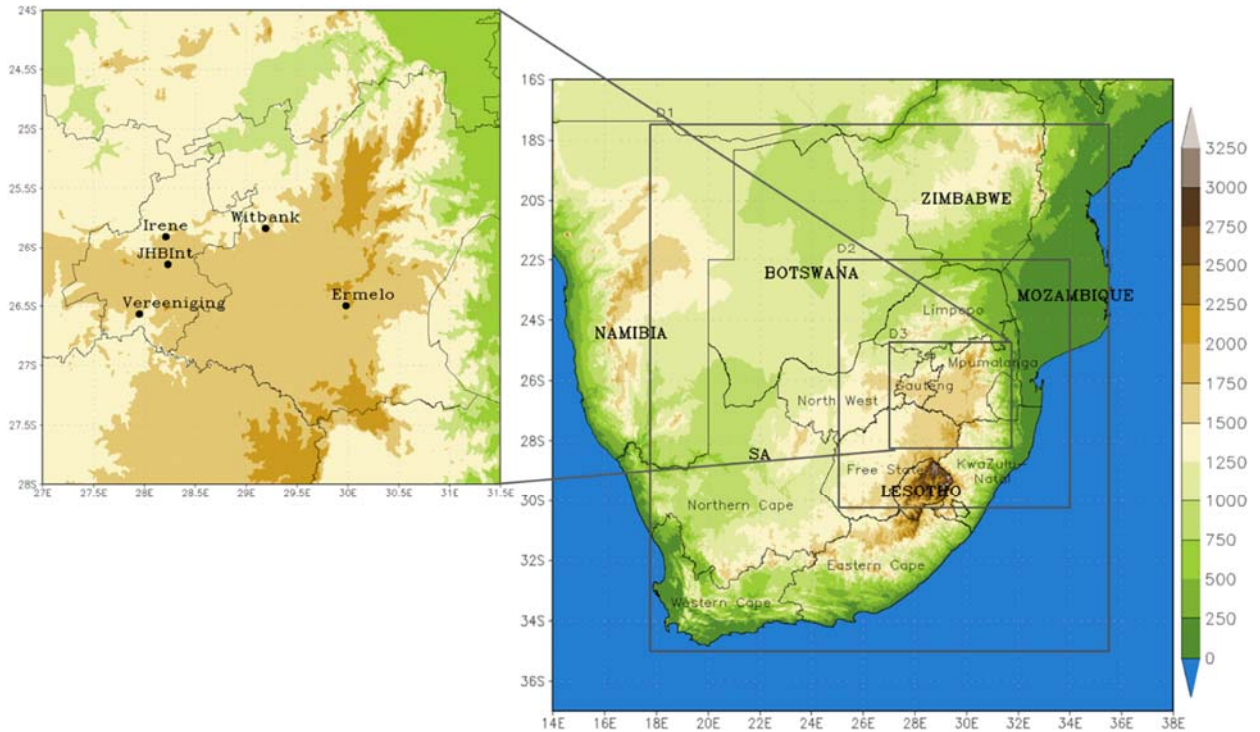 24S
24.5S
25S
25.5S
26S
26.5S
27S
27.5S
28S
27E 27.5E 28E 28.5E 29E 29.5E 30E 30.5E 31E 31.5E
Irene
Witbank
JHBInt
Vereeniging
Ermelo
16S
18S
20S
22S
24S
26S
28S
30S
32S
34S
36S
14E 16E 18E 20E 22E 24E 26E 28E 30E 32E 34E 36E 38E
D1
ZIMBABWE
D2
BOTSWANA
MOZAMBIQUE
Limpopo
NAMIBIA
D3
Mpumalanga
Gauteng
North West
SA
Free State
KwaZulu-
Natal
LESOTHO
Northern Cape
Eastern Cape
Western Cape
3250
3000
2750
2500
2250
2000
1750
1500
1250
1000
750
500
250
0